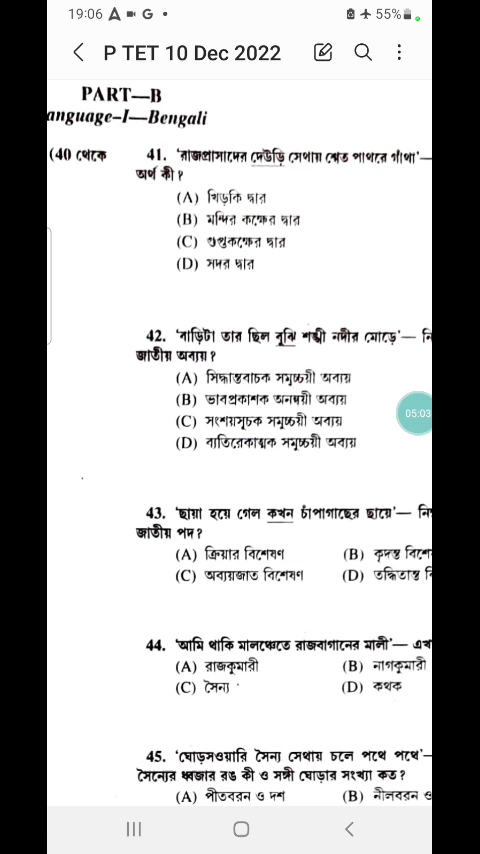 19:06
G
55%
P TET 10 Dec 2022
PART—B
anguage–I—Bengali
(40 থেকে
41. 'রাজপ্রাসাদের দেউড়ি সেথায় শ্বেত পাথরে গাঁথা'—
অর্থ কী?
(A) খিড়কি দ্বার
(B) মন্দির কক্ষের দ্বার
(C) গুপ্তকক্ষের দ্বার
(D) সদর দ্বার
42. 'বাড়িটা তার ছিল বুঝি শঙ্খী নদীর মোড়ে'— নি
জাতীয় অব্যয়?
(A) সিদ্ধান্তবাচক সমুচ্চয়ী অব্যয়
(B) ভাবপ্রকাশক অনন্বয়ী অব্যয়
(C) সংশয়সূচক সমুচ্চয়ী অব্যয়
(D) ব্যতিরেকাত্মক সমুচ্চয়ী অব্যয়
05:03
43. 'ছায়া হয়ে গেল কখন চাঁপাগাছের ছায়ে'— নি
জাতীয় পদ?
(A) ক্রিয়ার বিশেষণ (B) কৃদন্ত বিশে
(C) অব্যয়জাত বিশেষণ (D) তদ্ধিতান্ত বি
44. 'আমি থাকি মালঞ্চেতে রাজবাগানের মালী'— এখ
(A) রাজকুমারী (B) নাগকুমারী
(C) সৈন্য (D) কথক
45. 'ঘোড়সওয়ারি সৈন্য সেথায় চলে পথে পথে'—
সৈন্যের ধ্বজার রঙ কী ও সঙ্গী ঘোড়ার সংখ্যা কত?
(A) পীতবরন ও দশ (B) নীলবরন ও